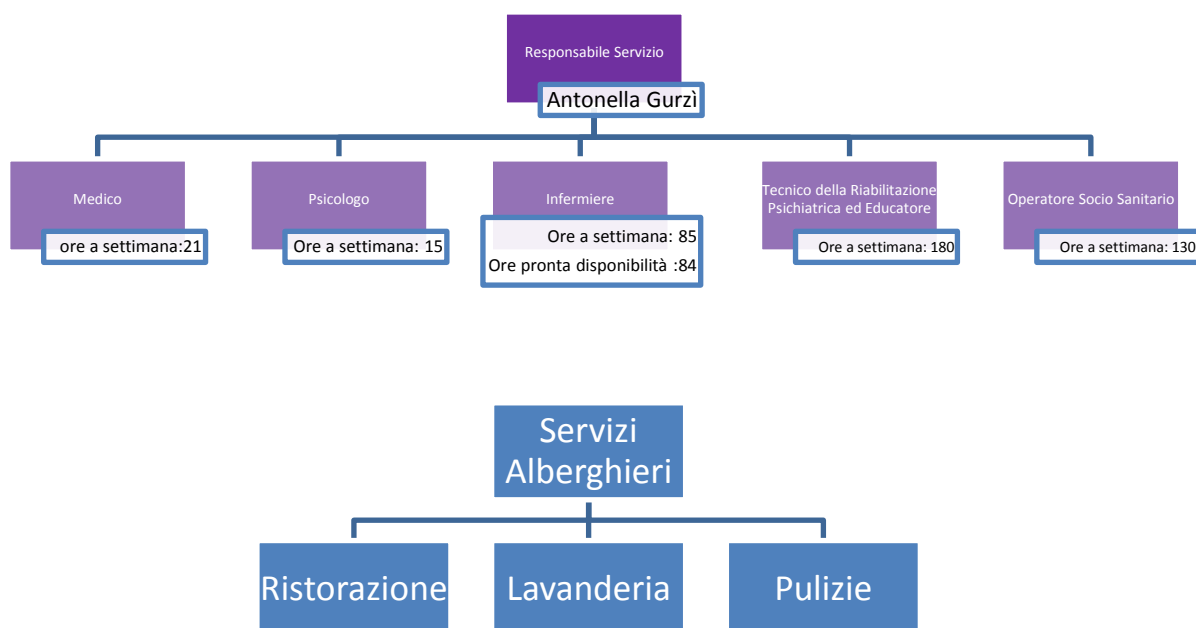 Responsabile Servizio
Antonella Gurzì
Medico
ore a settimana:21
Psicologo
Ore a settimana: 15
Infermiere
Ore a settimana: 85
Ore pronta disponibilità :84
Tecnico della Riabilitazione
Psichiatrica ed Educatore
Ore a settimana: 180
Operatore Socio Sanitario
Ore a settimana: 130
Servizi
Alberghieri
Ristorazione
Lavanderia
Pulizie